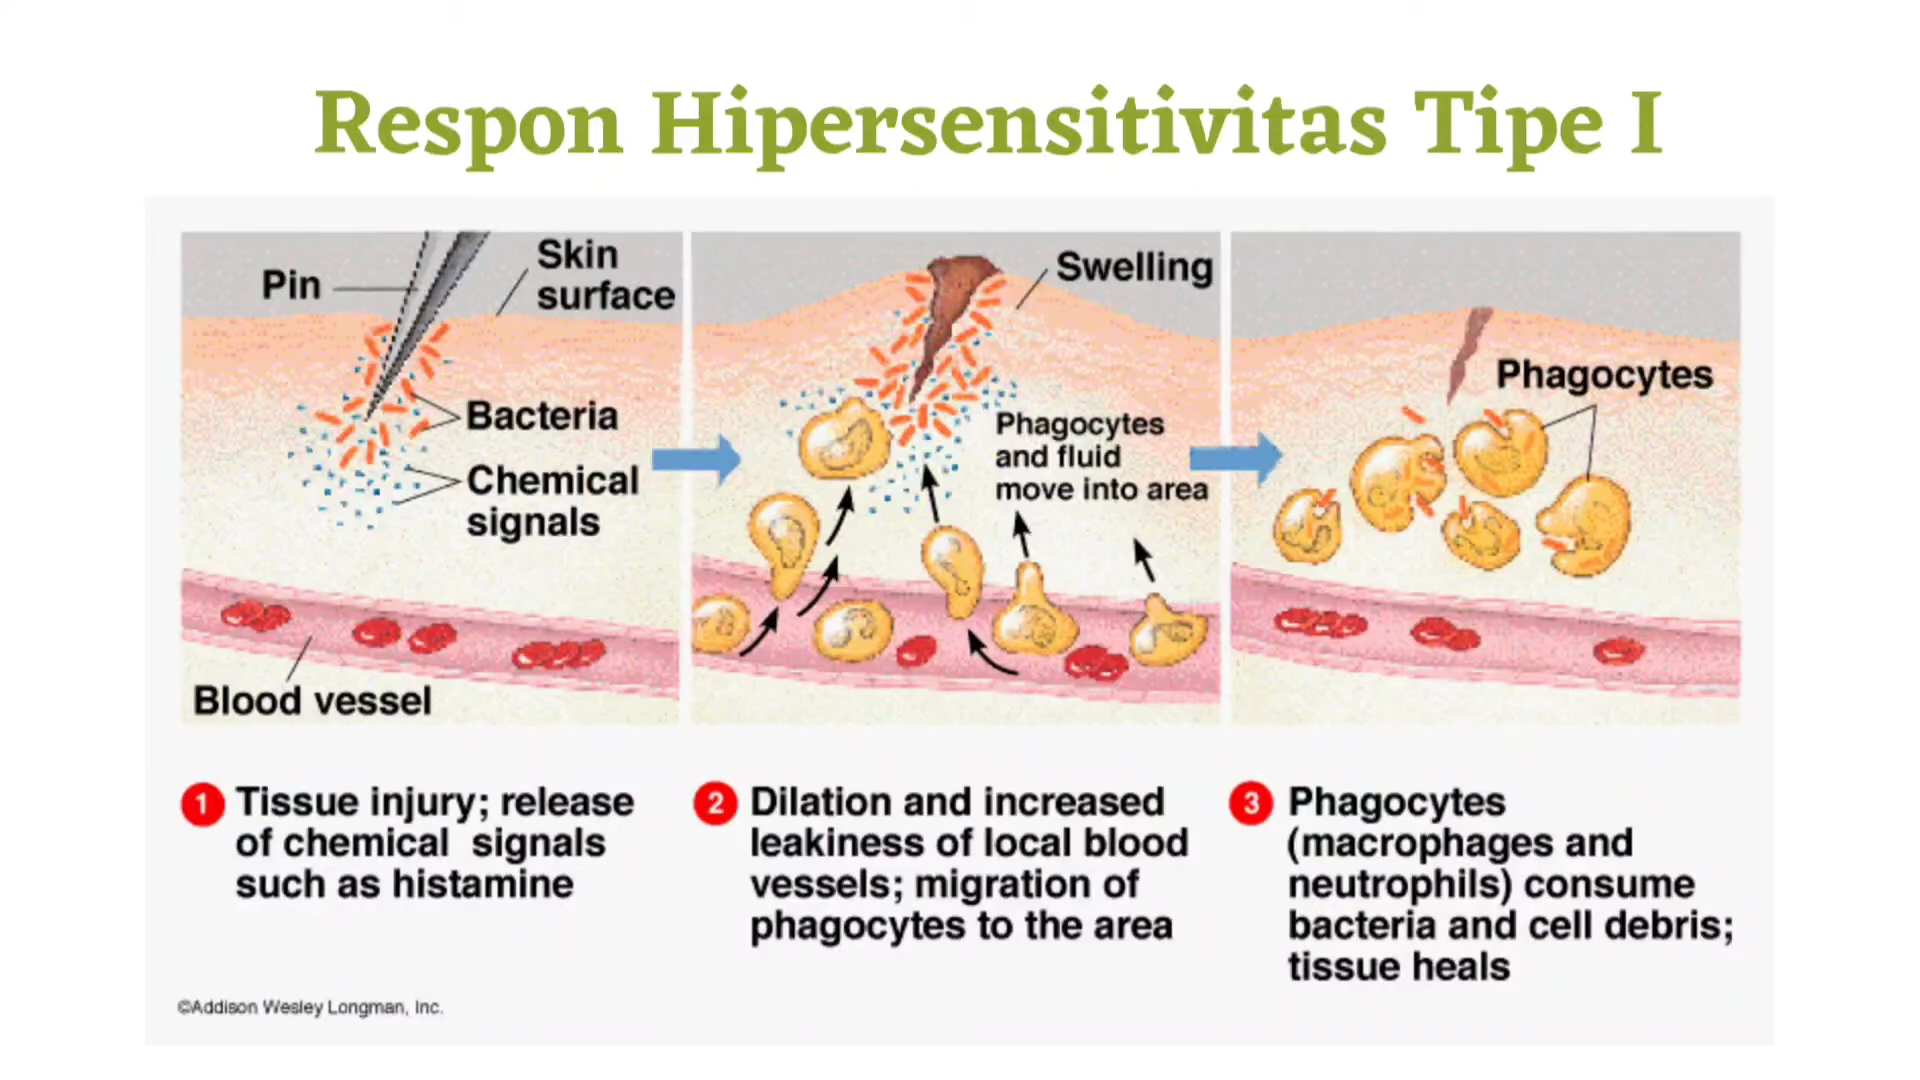 Respon Hipersensitivitas Tipe I
Pin
Skin
surface
Bacteria
Chemical
signals
Blood vessel
Swelling
Phagocytes
and fluid
move into area
Phagocytes
1 Tissue injury; release
of chemical signals
such as histamine
2 Dilation and increased
leakiness of local blood
vessels; migration of
phagocytes to the area
3 Phagocytes
(macrophages and
neutrophils) consume
bacteria and cell debris;
tissue heals
©Addison Wesley Longman, Inc.